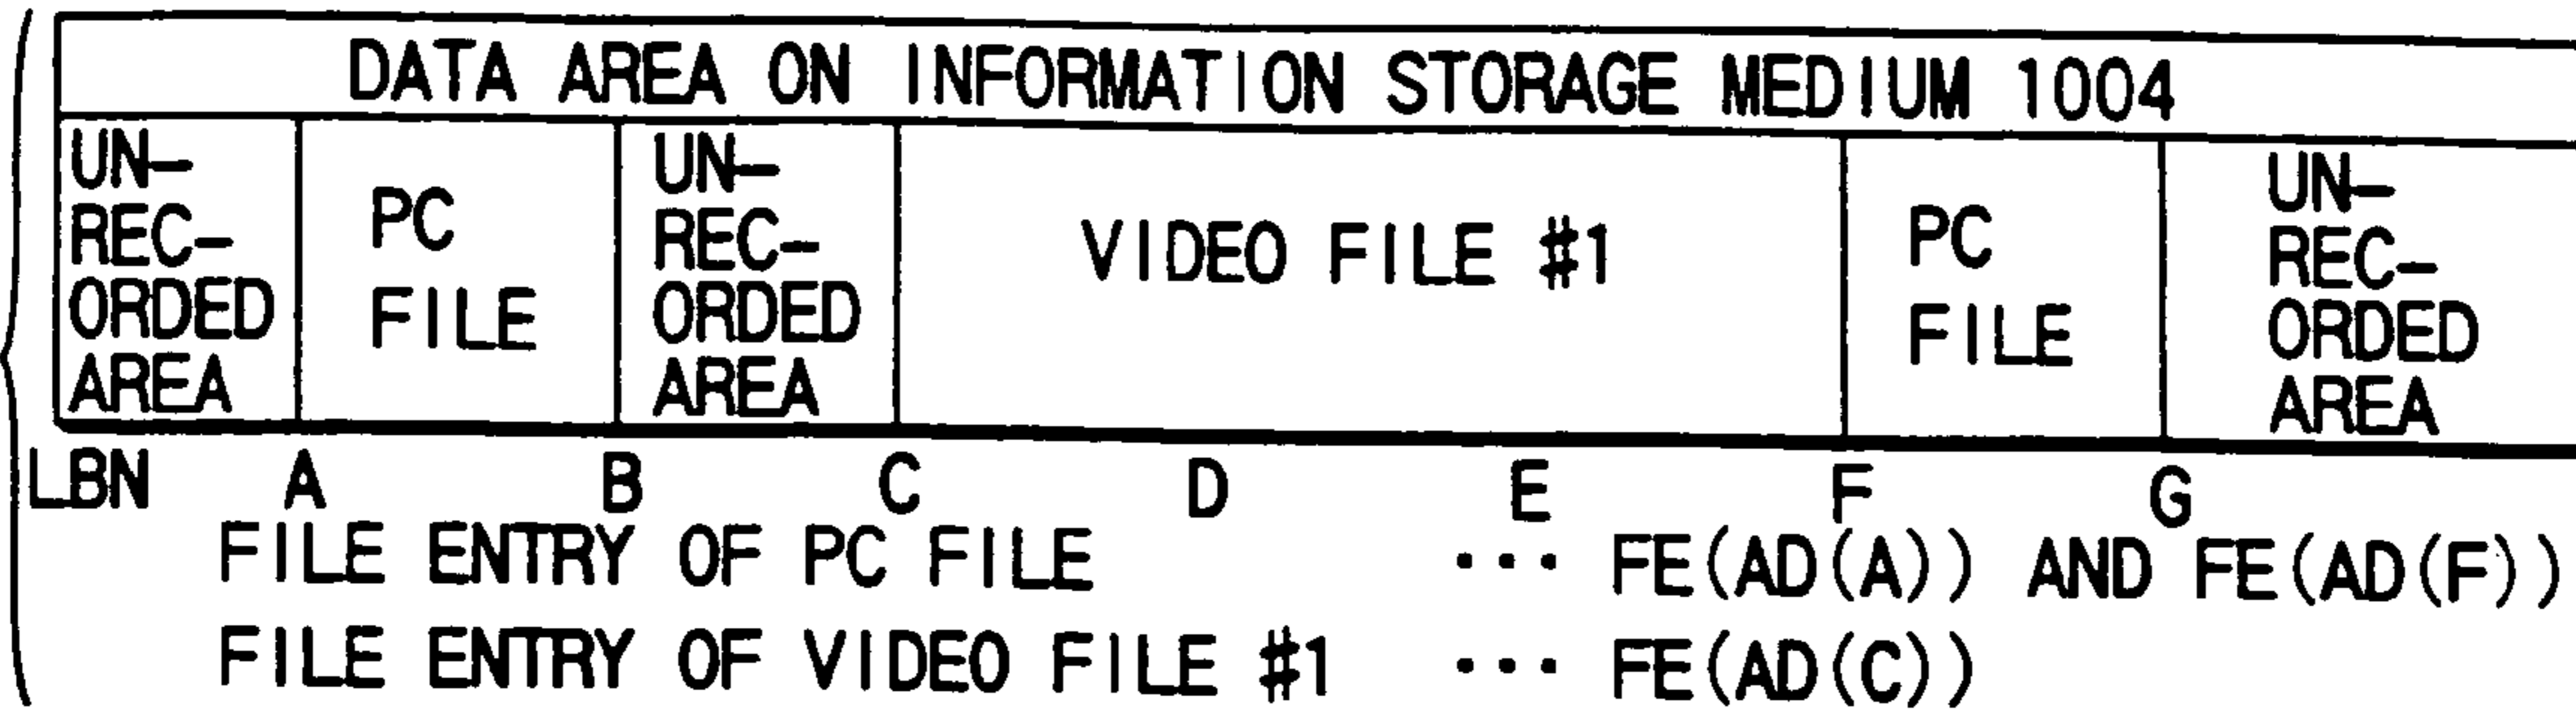 DATA AREA ON INFORMATION STORAGE MEDIUM 1004
UN-
REC-
ORDED
AREA
PC
FILE
UN-
REC-
ORDED
AREA
VIDEO FILE #1
PC
FILE
UN-
REC-
ORDED
AREA
LBN A B C D E F G
FILE ENTRY OF PC FILE ··· FE(AD(A)) AND FE(AD(F))
FILE ENTRY OF VIDEO FILE #1 ··· FE(AD(C))